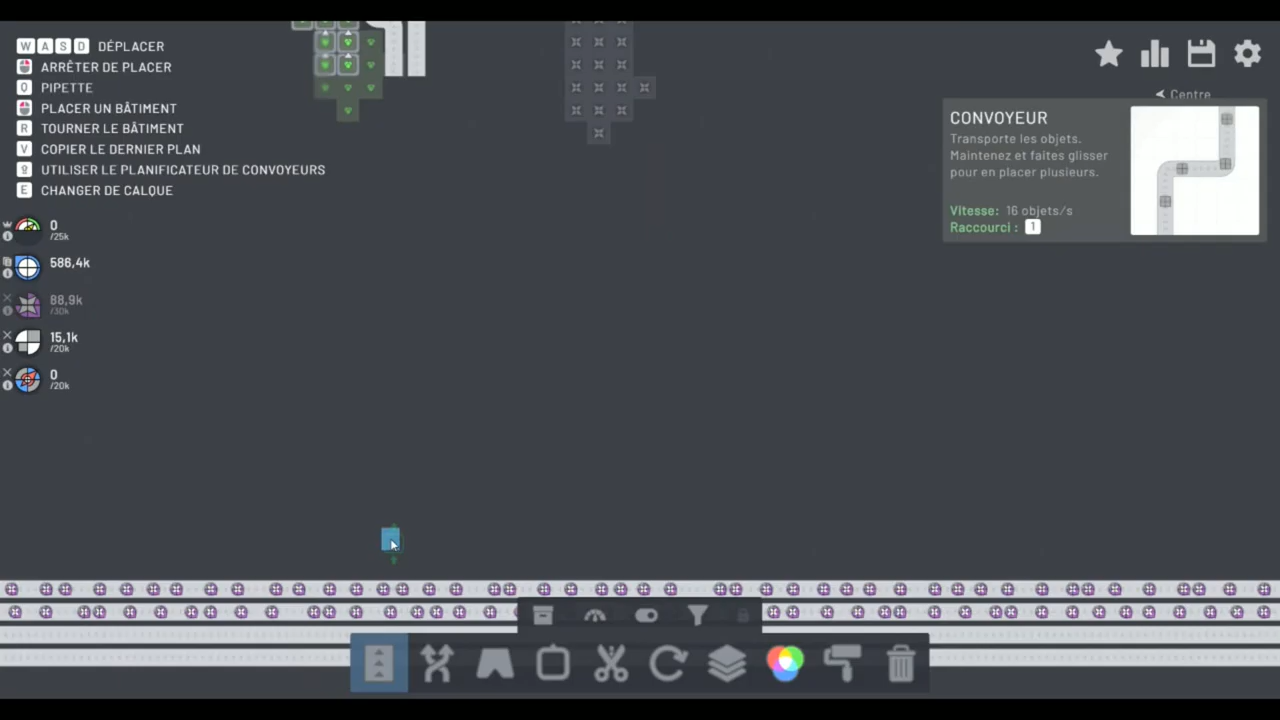 W A S D DÉPLACER
ARRÊTER DE PLACER
Q PIPETTE
PLACER UN BÂTIMENT
R TOURNER LE BÂTIMENT
V COPIER LE DERNIER PLAN
UTILISER LE PLANIFICATEUR DE CONVOYEURS
E CHANGER DE CALQUE
0
/25k
586,4k
88,9k
/30k
15,1k
/20k
0
/20k
Centre
CONVOYEUR
Transporte les objets.
Maintenez et faites glisser
pour en placer plusieurs.
Vitesse: 16 objets/s
Raccourci : 1